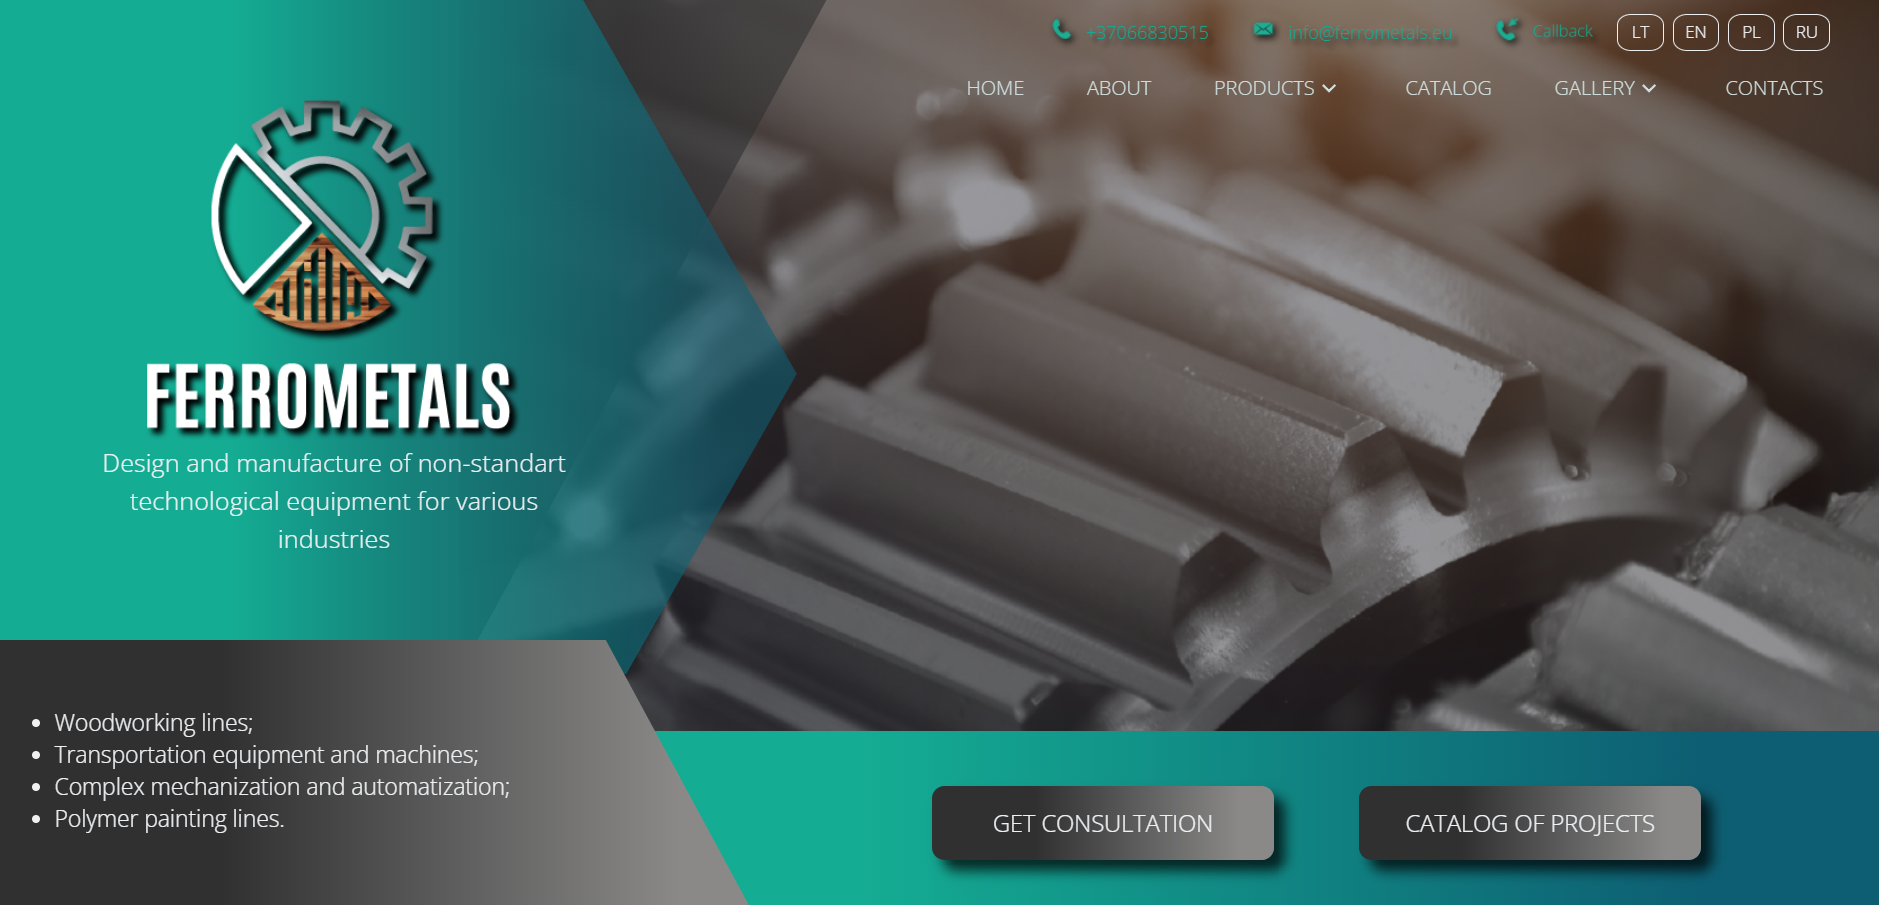 +37066830515 info@ferrometals.eu Callback LT EN PL RU
HOME ABOUT PRODUCTS CATALOG GALLERY CONTACTS
FERROMETALS
Design and manufacture of non-standart
technological equipment for various
industries
• Woodworking lines;
• Transportation equipment and machines;
• Complex mechanization and automatization;
• Polymer painting lines.
GET CONSULTATION CATALOG OF PROJECTS